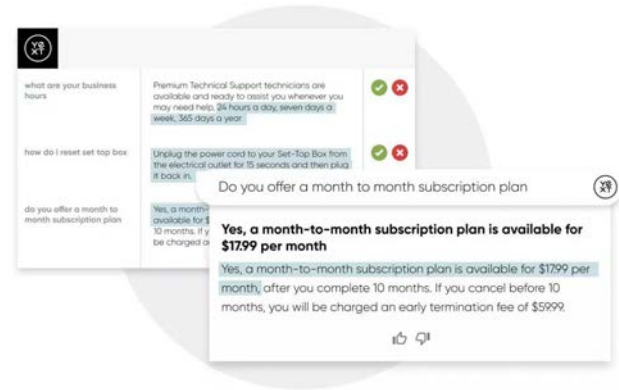 YEXT
what are your business
hours
Premium Technical Support technicians are
available and ready to assist you whenever you
may need help, 24 hours a day, seven days a
week, 365 days a year
how do I reset set top box
Unplug the power cord to your Set-Top Box from
the electrical outlet for 15 seconds and then plug
it back in.
do you offer a month to
month subscription plan
Yes, a month-
available for $
10 months. If y
be charged a
Do you offer a month to month subscription plan
YEXT
Yes, a month-to-month subscription plan is available for
$17.99 per month
Yes, a month-to-month subscription plan is available for $17.99 per
month, after you complete 10 months. If you cancel before 10
months, you will be charged an early termination fee of $59.99.